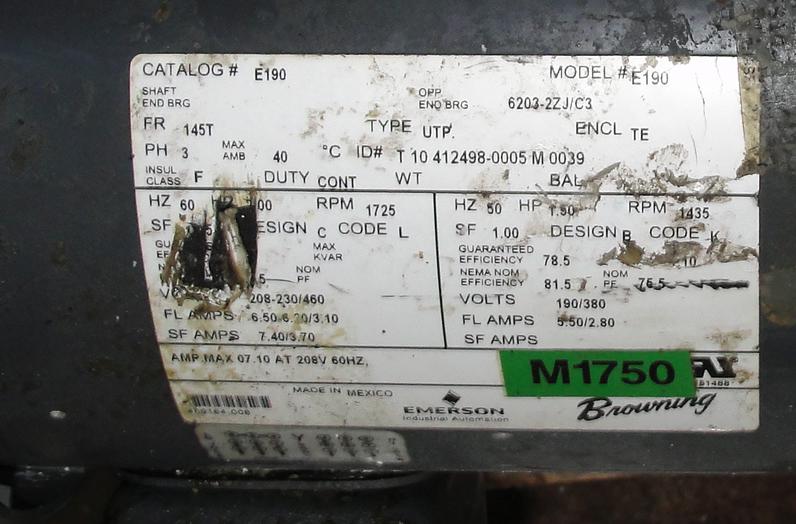 CATALOG # E190 MODEL # E190
SHAFT END BRG OPP END BRG 6203-2ZJ/C3
FR 145T TYPE UTP. ENCL TE
PH 3 MAX AMB 40 °C ID# T 10 412498-0005 M 0039
INSUL CLASS F DUTY CONT WT BAL
HZ 60 00 RPM 1725
SF DESIGN C CODE L
MAX KVAR
NOM PF
208-230/460
FL AMPS 6.50-6.20/3.10
SF AMPS 7.40/3.70
HZ 50 HP 1.50 RPM 1435
SF 1.00 DESIGN B CODE K
GUARANTEED EFFICIENCY 78.5 10
NEMA NOM EFFICIENCY 81.5 NOM PF 76.5
VOLTS 190/380
FL AMPS 5.50/2.80
SF AMPS
AMP MAX 07.10 AT 208V 60HZ
M1750
MADE IN MEXICO
EMERSON
Industrial Automation
Browning